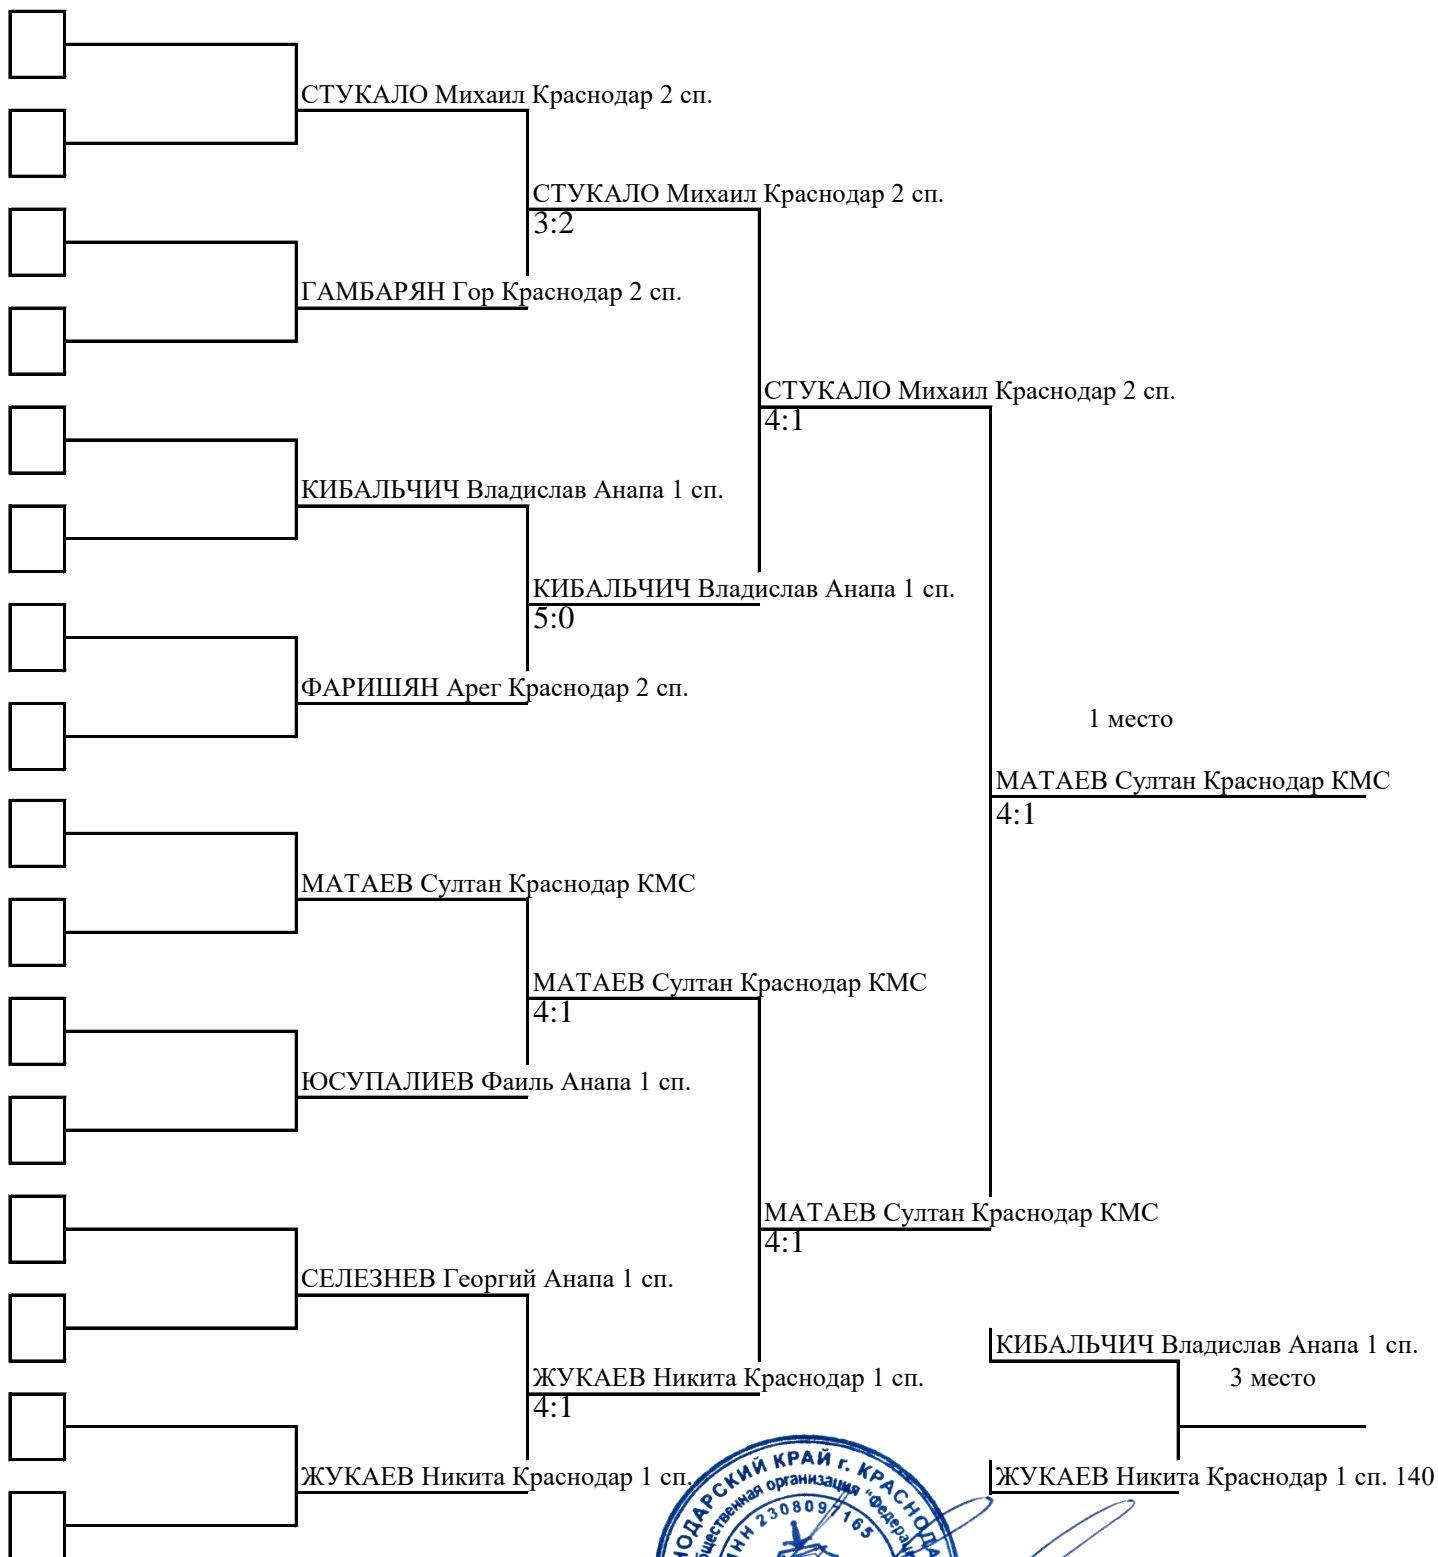 СТУКАЛО Михаил Краснодар 2 сп.
СТУКАЛО Михаил Краснодар 2 сп.
3:2
ГАМБАРЯН Гор Краснодар 2 сп.
СТУКАЛО Михаил Краснодар 2 сп.
4:1
КИБАЛЬЧИЧ Владислав Анапа 1 сп.
КИБАЛЬЧИЧ Владислав Анапа 1 сп.
5:0
ФАРИШЯН Арег Краснодар 2 сп.
1 место
МАТАЕВ Султан Краснодар КМС
4:1
МАТАЕВ Султан Краснодар КМС
МАТАЕВ Султан Краснодар КМС
4:1
ЮСУПАЛИЕВ Фаиль Анапа 1 сп.
МАТАЕВ Султан Краснодар КМС
4:1
СЕЛЕЗНЕВ Георгий Анапа 1 сп.
КИБАЛЬЧИЧ Владислав Анапа 1 сп.
ЖУКАЕВ Никита Краснодар 1 сп.
3 место
4:1
ЖУКАЕВ Никита Краснодар 1 сп.
ЖУКАЕВ Никита Краснодар 1 сп. 140
КРАЙ г.
организация
ИНН 2308097165